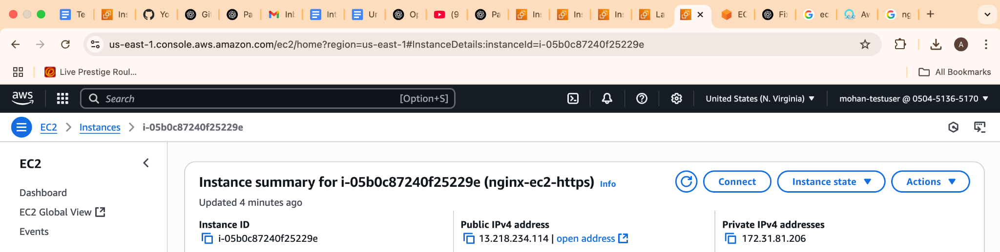 Te Ins Yo Git Pa Inb Int Ur Op (9 Pa Ins Ins Ins La EC Fix ec Av ng
us-east-1.console.aws.amazon.com/ec2/home?region=us-east-1#InstanceDetails:instanceId=i-05b0c87240f25229e
A
Live Prestige Roul...
All Bookmarks
aws
Search
[Option+S]
United States (N. Virginia)
mohan-testuser @ 0504-5136-5170
EC2
Instances
i-05b0c87240f25229e
EC2
Dashboard
EC2 Global View
Events
Instance summary for i-05b0c87240f25229e (nginx-ec2-https) Info
Connect
Instance state
Actions
Updated 4 minutes ago
Instance ID
i-05b0c87240f25229e
Public IPv4 address
13.218.234.114 | open address
Private IPv4 addresses
172.31.81.206